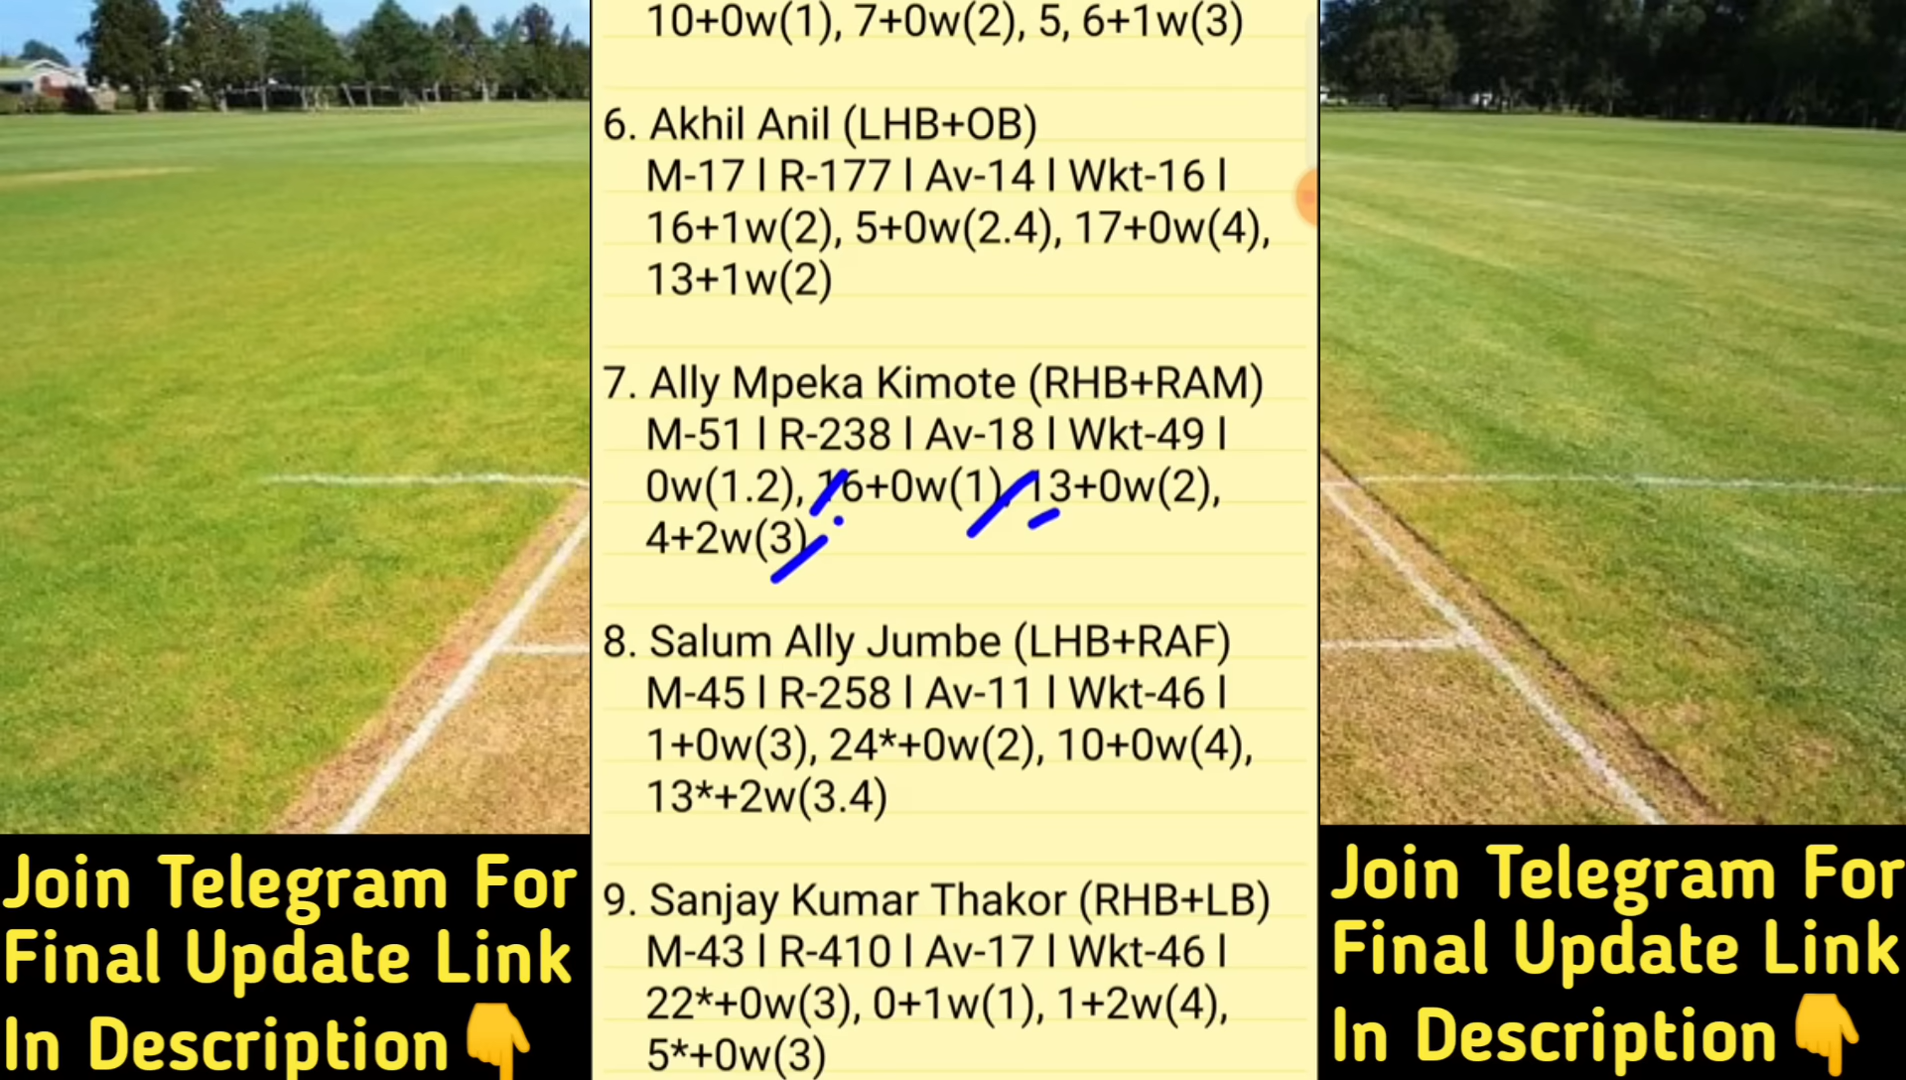 10+0w(1), 7+0w(2), 5, 6+1w(3)
6. Akhil Anil (LHB+OB)
M-17 | R-177 | Av-14 | Wkt-16 |
16+1w(2), 5+0w(2.4), 17+0w(4),
13+1w(2)
7. Ally Mpeka Kimote (RHB+RAM)
M-51 | R-238 | Av-18 | Wkt-49 |
0w(1.2), 16+0w(1), 13+0w(2),
4+2w(3)
8. Salum Ally Jumbe (LHB+RAF)
M-45 | R-258 | Av-11 | Wkt-46 |
1+0w(3), 24*+0w(2), 10+0w(4),
13*+2w(3.4)
9. Sanjay Kumar Thakor (RHB+LB)
M-43 | R-410 | Av-17 | Wkt-46 |
22*+0w(3), 0+1w(1), 1+2w(4),
5*+0w(3)
Join Telegram For
Final Update Link
In Description👇
Join Telegram For
Final Update Link
In Description👇